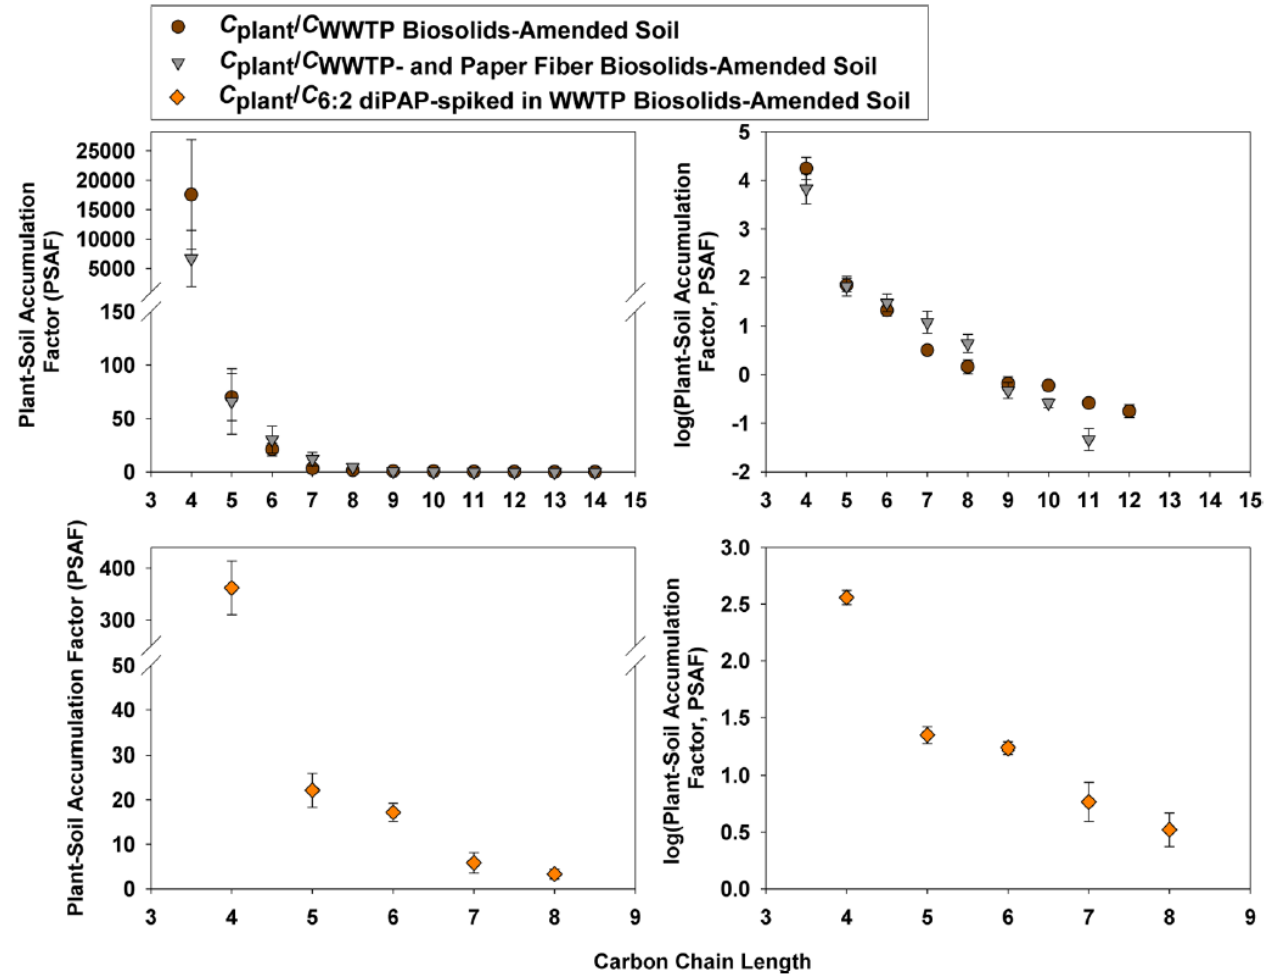 Cplant/CWWTP Biosolids-Amended Soil
Cplant/CWWTP- and Paper Fiber Biosolids-Amended Soil
Cplant/C6:2 diPAP-spiked in WWTP Biosolids-Amended Soil
Plant-Soil Accumulation
Factor (PSAF)
25000
20000
15000
10000
5000
150
100
50
0
3 4 5 6 7 8 9 10 11 12 13 14 15
log(Plant-Soil Accumulation
Factor, PSAF)
5
4
3
2
1
0
-1
-2
3 4 5 6 7 8 9 10 11 12 13 14 15
Plant-Soil Accumulation Factor (PSAF)
400
300
50
40
30
20
10
0
3 4 5 6 7 8 9
log(Plant-Soil Accumulation
Factor, PSAF)
3.0
2.5
2.0
1.5
1.0
0.5
0.0
3 4 5 6 7 8 9
Carbon Chain Length